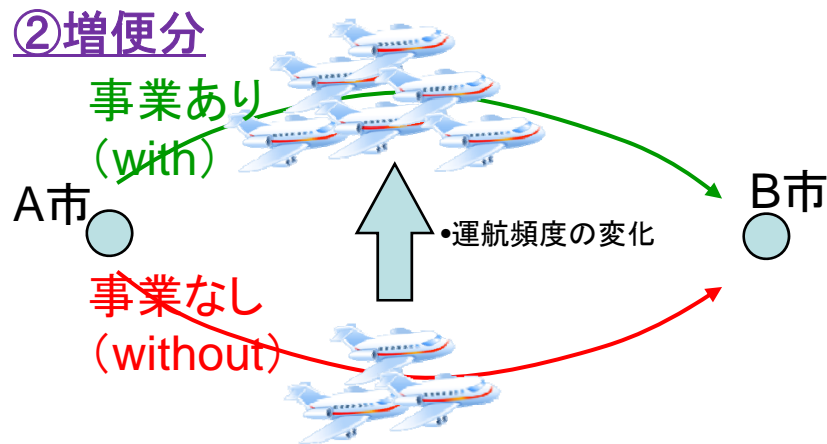 ②増便分
事業あり
（with）
A市
B市
•運航頻度の変化
事業なし
（without）